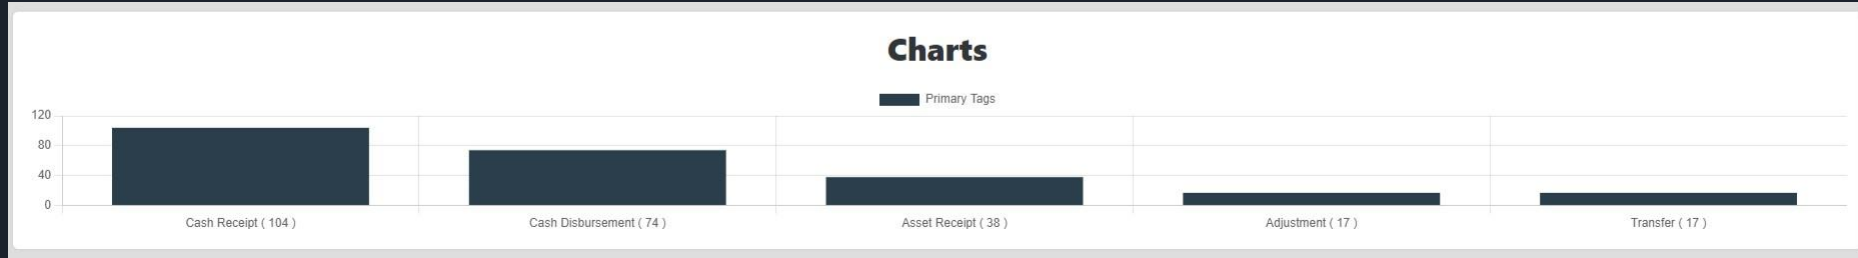 Charts
Primary Tags
120
80
40
0
Cash Receipt ( 104 )
Cash Disbursement ( 74 )
Asset Receipt ( 38 )
Adjustment ( 17 )
Transfer ( 17 )